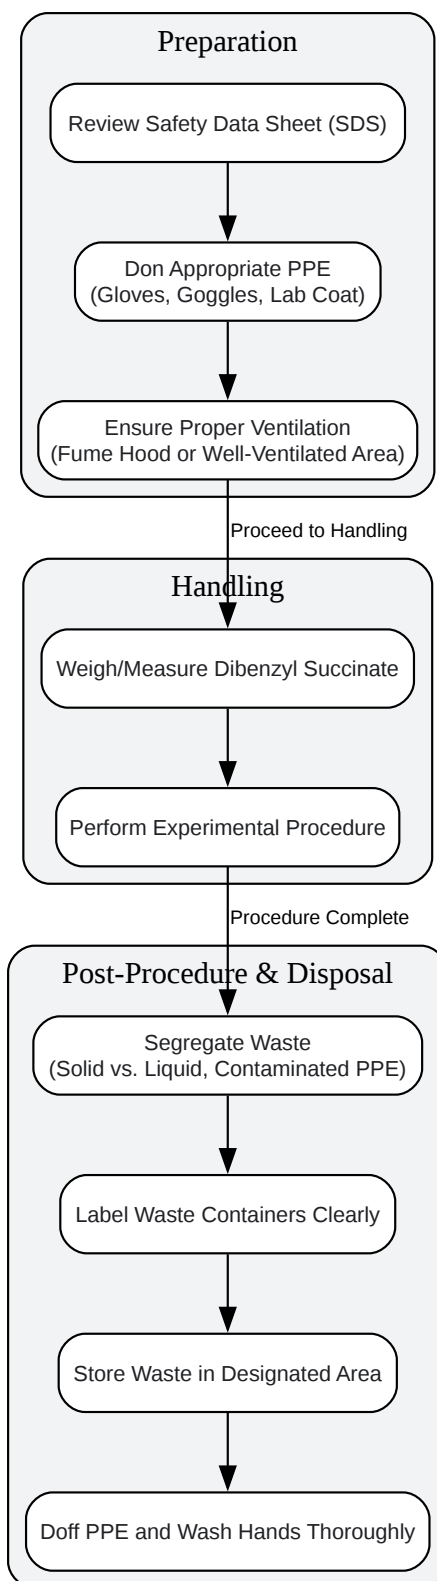 Preparation
Review Safety Data Sheet (SDS)
Don Appropriate PPE
(Gloves, Goggles, Lab Coat)
Ensure Proper Ventilation
(Fume Hood or Well-Ventilated Area)
Proceed to Handling
Handling
Weigh/Measure Dibenzyl Succinate
Perform Experimental Procedure
Procedure Complete
Post-Procedure & Disposal
Segregate Waste
(Solid vs. Liquid, Contaminated PPE)
Label Waste Containers Clearly
Store Waste in Designated Area
Doff PPE and Wash Hands Thoroughly